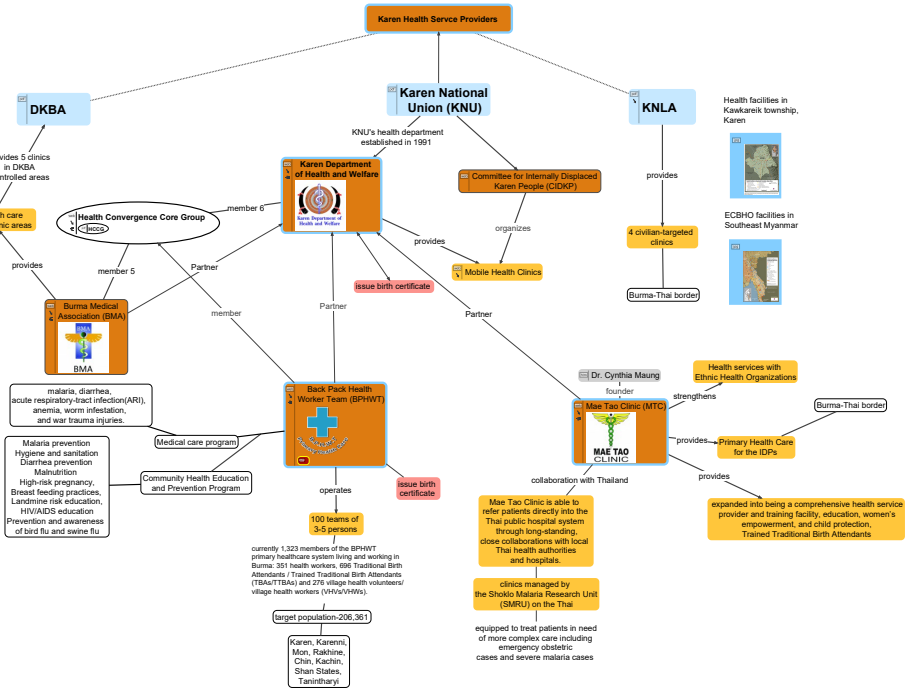 Karen Health Servce Providers
DKBA
Karen National
Union (KNU)
KNLA
Health facilities in
Kawkareik township,
Karen
KNU's health department
established in 1991
vides 5 clinics
in DKBA
ntrolled areas
Karen Department
of Health and Welfare
Karen Department of
Health and Welfare
Committee for Internally Displaced
Karen People (CIDKP)
provides
member 6
Health Convergence Core Group
HCCG
h care
nic areas
organizes
ECBHO facilities in
Southeast Myanmar
4 civilian-targeted
clinics
provides
Mobile Health Clinics
provides
member 5
Partner
issue birth certificate
Burma-Thai border
Burma Medical
Association (BMA)
BMA
BMA
member
Partner
Partner
Dr. Cynthia Maung
founder
Health services with
Ethnic Health Organizations
strengthens
malaria, diarrhea,
acute respiratory-tract infection(ARI),
anemia, worm infestation,
and war trauma injuries.
Back Pack Health
Worker Team (BPHWT)
Mae Tao Clinic (MTC)
MAE TAO
CLINIC
Burma-Thai border
Medical care program
provides
Primary Health Care
for the IDPs
Malaria prevention
Hygiene and sanitation
Diarrhea prevention
Malnutrition
High-risk pregnancy,
Breast feeding practices,
Landmine risk education,
HIV/AIDS education
Prevention and awareness
of bird flu and swine flu
Community Health Education
and Prevention Program
operates
issue birth
certificate
collaboration with Thailand
provides
100 teams of
3-5 persons
Mae Tao Clinic is able to
refer patients directly into the
Thai public hospital system
through long-standing,
close collaborations with local
Thai health authorities
and hospitals.
expanded into being a comprehensive health service
provider and training facility, education, women's
empowerment, and child protection,
Trained Traditional Birth Attendants
currently 1,323 members of the BPHWT
primary healthcare system living and working in
Burma: 351 health workers, 696 Traditional Birth
Attendants / Trained Traditional Birth Attendants
(TBAs/TTBAs) and 276 village health volunteers/
village health workers (VHVs/VHWs).
clinics managed by
the Shoklo Malaria Research Unit
(SMRU) on the Thai
target population-206,361
equipped to treat patients in need
of more complex care including
emergency obstetric
cases and severe malaria cases
Karen, Karenni,
Mon, Rakhine,
Chin, Kachin,
Shan States,
Tanintharyi